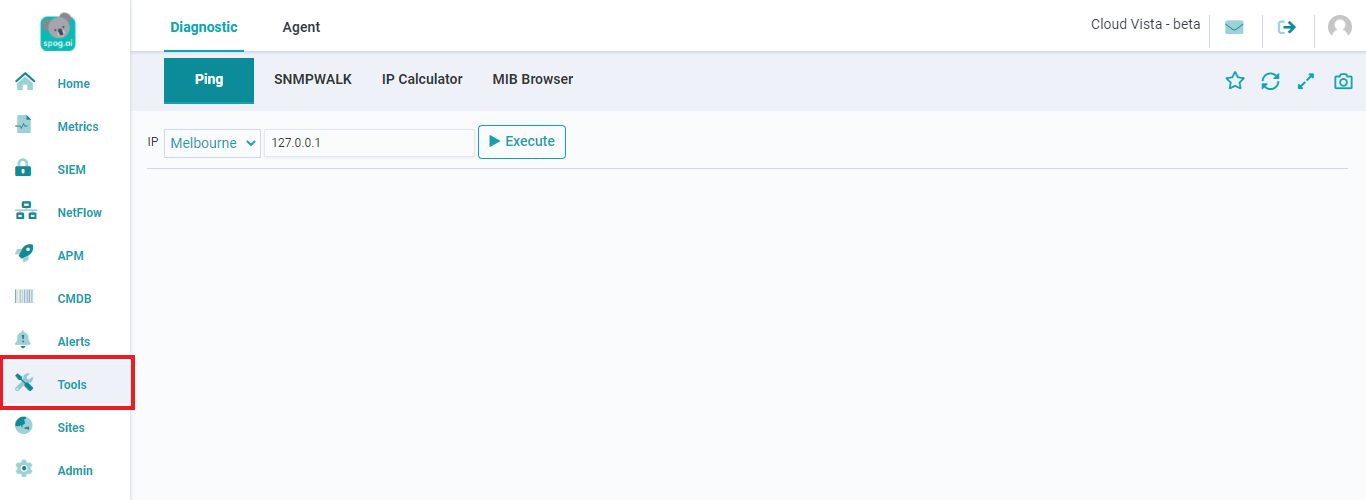 spog.ai
Diagnostic Agent Cloud Vista - beta
Ping SNMPWALK IP Calculator MIB Browser
IP Melbourne 127.0.0.1 Execute
Home
Metrics
SIEM
NetFlow
APM
CMDB
Alerts
Tools
Sites
Admin